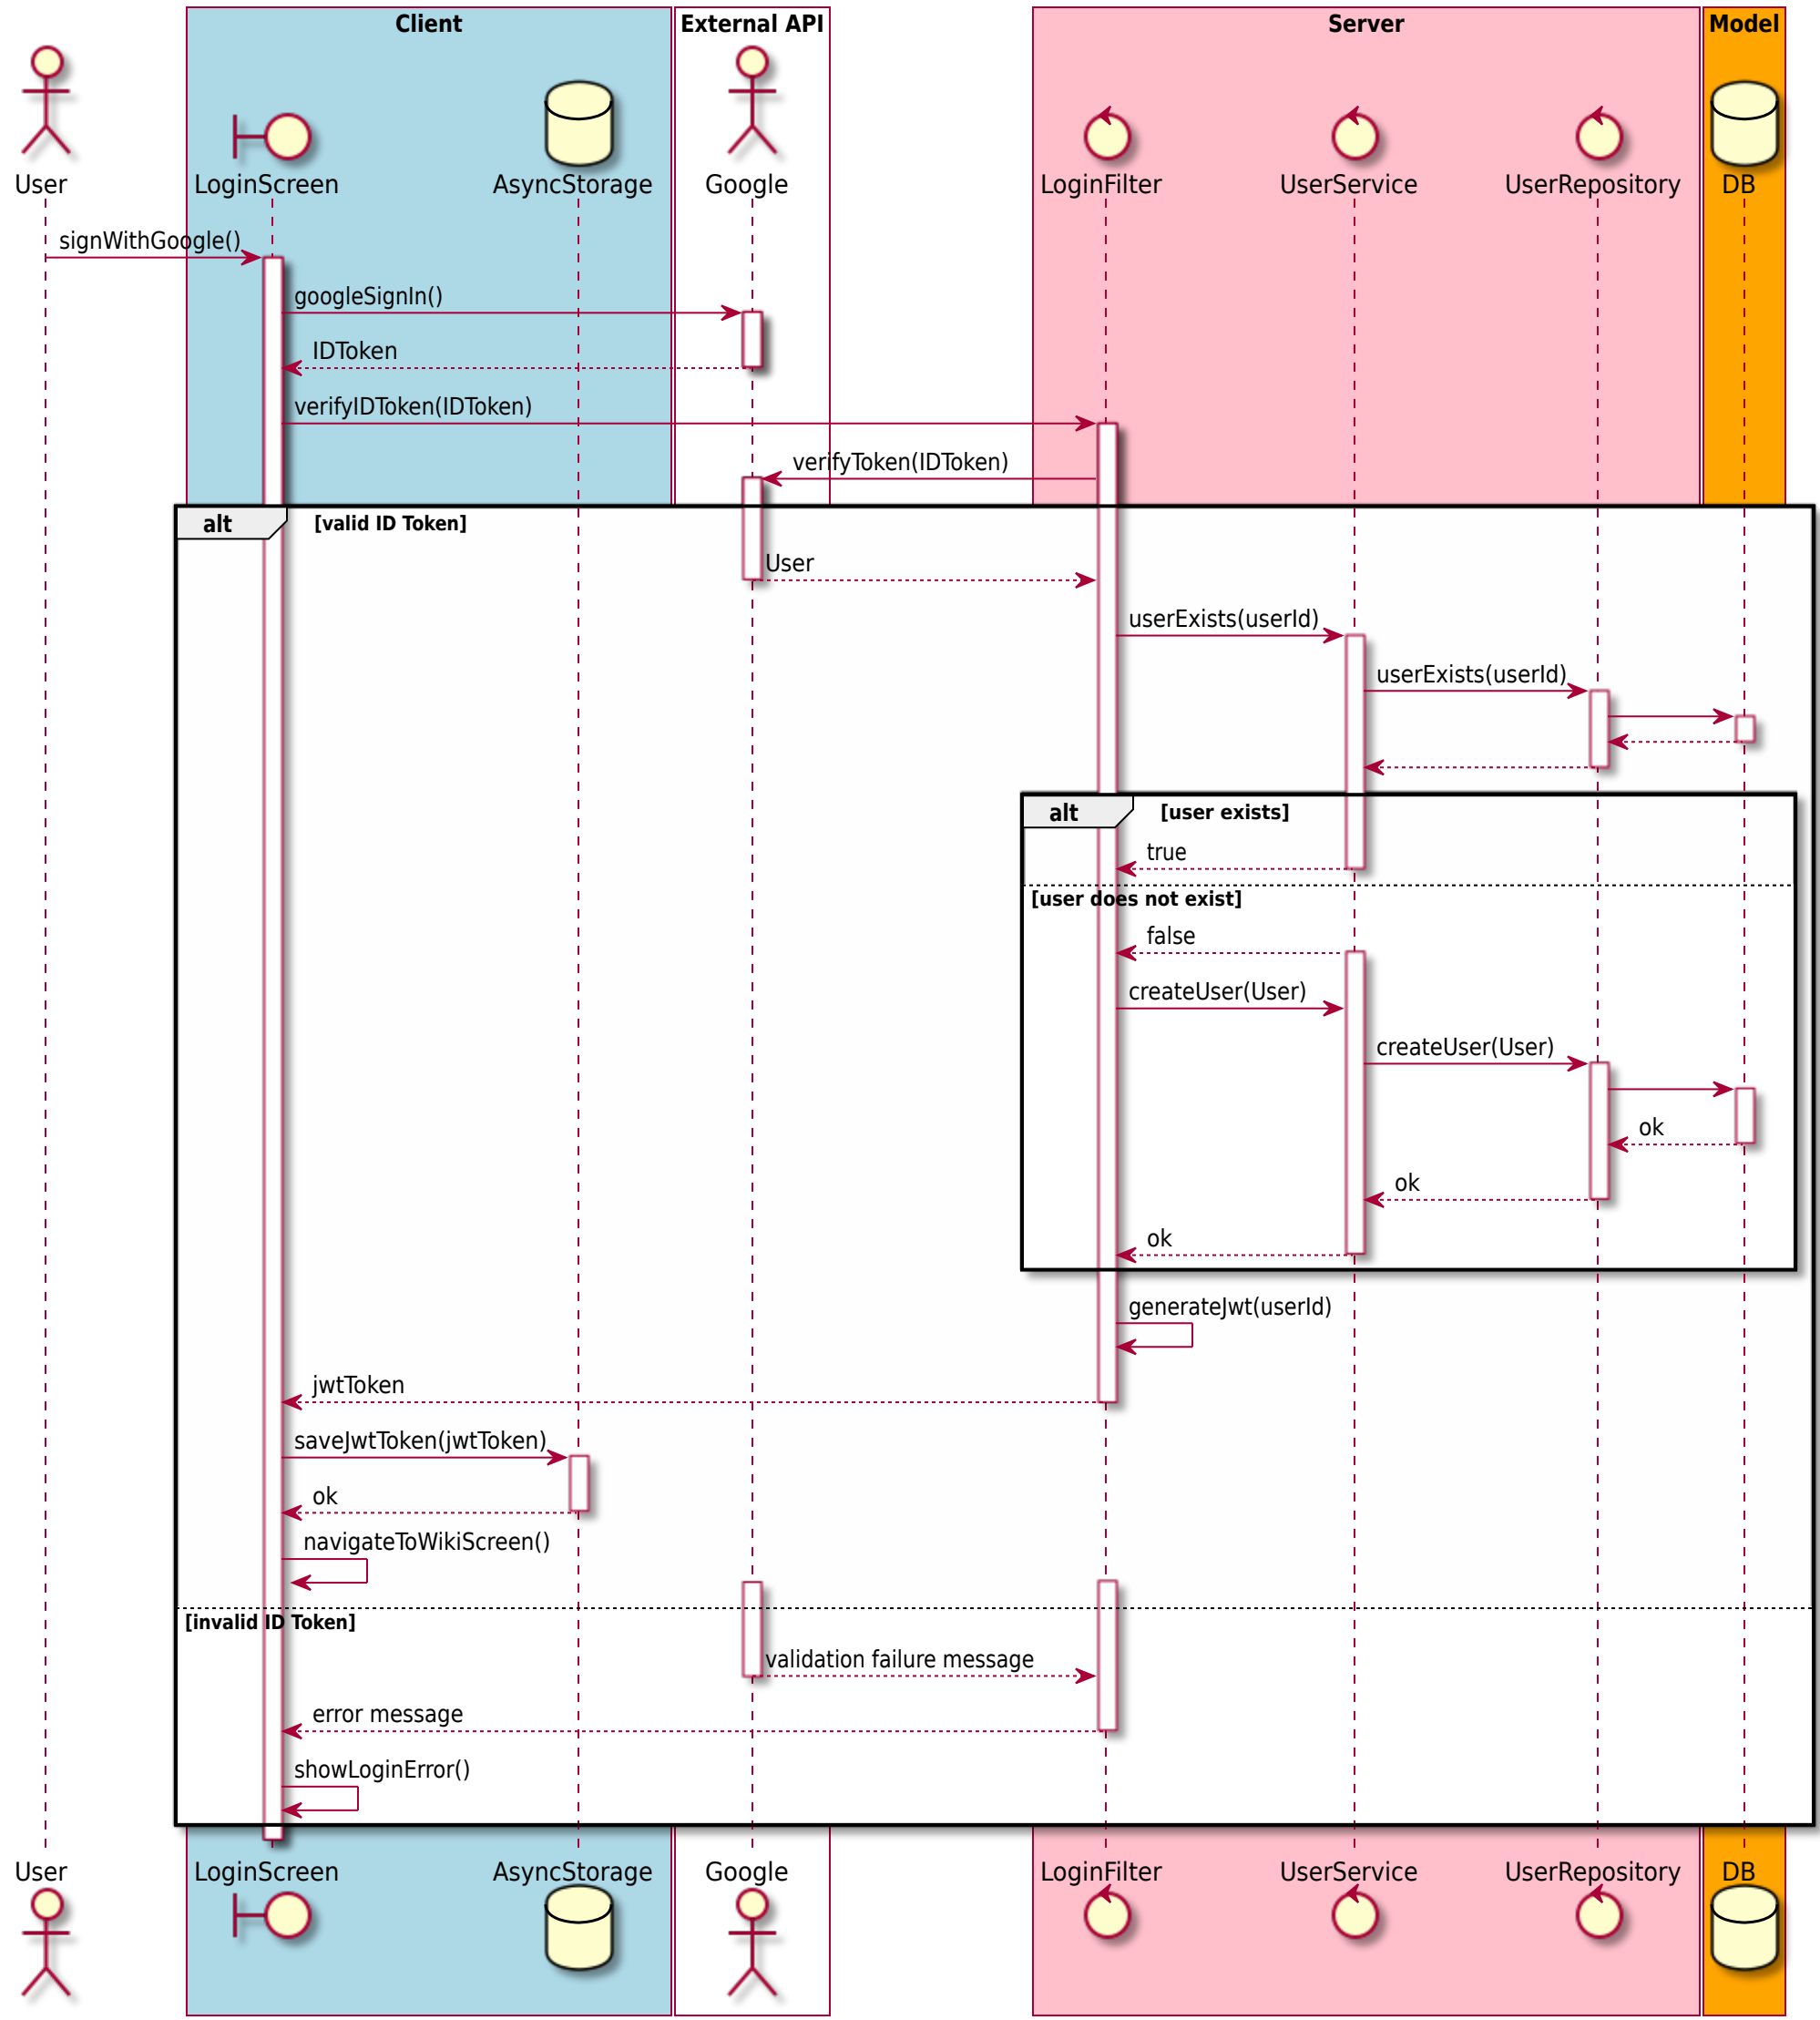 Client
External API
Server
Model
User
LoginScreen
AsyncStorage
Google
LoginFilter
UserService
UserRepository
DB
signWithGoogle()
googleSignIn()
IDToken
verifyIDToken(IDToken)
verifyToken(IDToken)
alt
[valid ID Token]
User
userExists(userId)
userExists(userId)
alt
[user exists]
true
[user does not exist]
false
createUser(User)
createUser(User)
ok
ok
ok
generateJwt(userId)
jwtToken
saveJwtToken(jwtToken)
ok
navigateToWikiScreen()
[invalid ID Token]
validation failure message
error message
showLoginError()
User
LoginScreen
AsyncStorage
Google
LoginFilter
UserService
UserRepository
DB